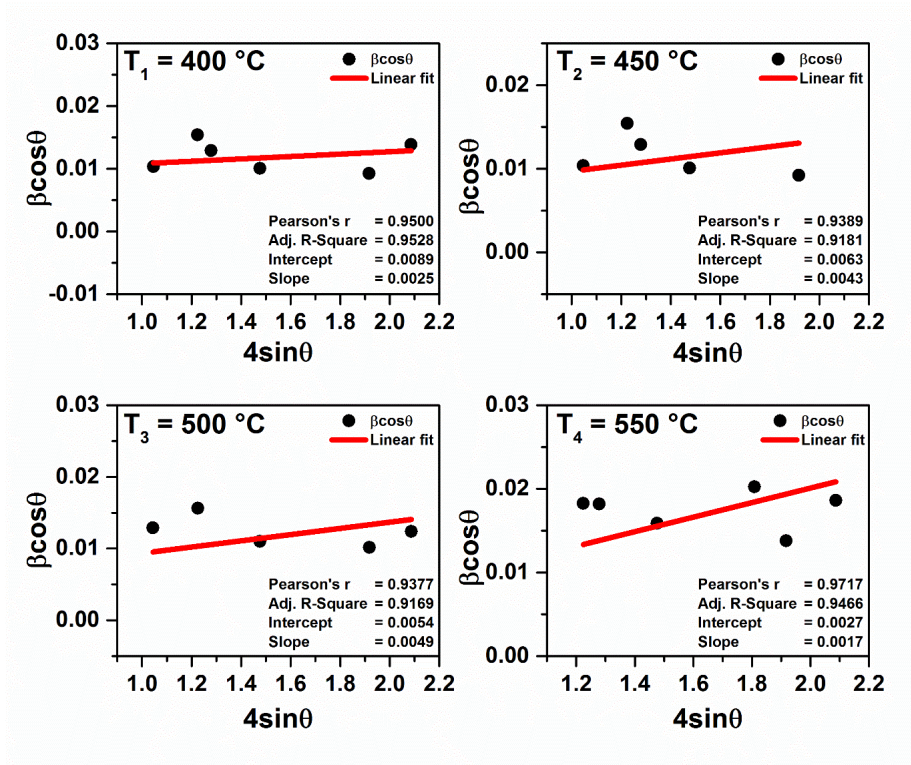 T1 = 400 °C
βcosθ
Linear fit
0.03
0.02
0.01
0.00
-0.01
βcosθ
Pearson's r = 0.9500
Adj. R-Square = 0.9528
Intercept = 0.0089
Slope = 0.0025
1.0 1.2 1.4 1.6 1.8 2.0 2.2
4sinθ
T2 = 450 °C
βcosθ
Linear fit
0.02
0.01
0.00
βcosθ
Pearson's r = 0.9389
Adj. R-Square = 0.9181
Intercept = 0.0063
Slope = 0.0043
1.0 1.2 1.4 1.6 1.8 2.0 2.2
4sinθ
T3 = 500 °C
βcosθ
Linear fit
0.03
0.02
0.01
0.00
βcosθ
Pearson's r = 0.9377
Adj. R-Square = 0.9169
Intercept = 0.0054
Slope = 0.0049
1.0 1.2 1.4 1.6 1.8 2.0 2.2
4sinθ
T4 = 550 °C
βcosθ
Linear fit
0.03
0.02
0.01
0.00
βcosθ
Pearson's r = 0.9717
Adj. R-Square = 0.9466
Intercept = 0.0027
Slope = 0.0017
1.2 1.4 1.6 1.8 2.0 2.2
4sinθ